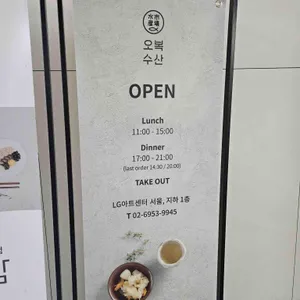 오복
수산
OPEN
Lunch
11:00 - 15:00
Dinner
17:00 - 21:00
(last order 14:30 / 20:00)
TAKE OUT
LG아트센터 서울, 지하 1층
T 02-6953-9945